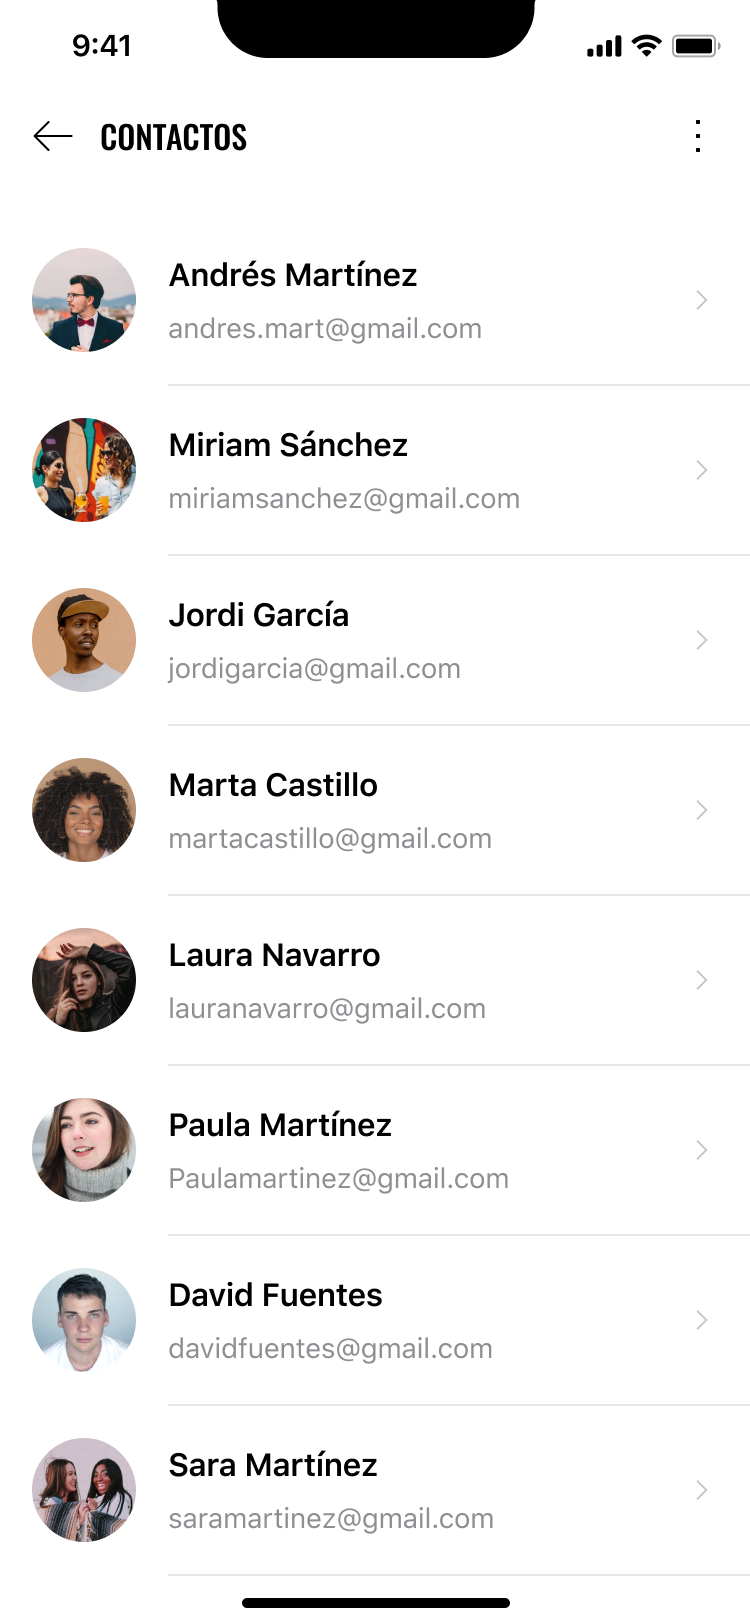 9:41
CONTACTOS
Andrés Martínez
andres.mart@gmail.com
Miriam Sánchez
miriamsanchez@gmail.com
Jordi García
jordigarcia@gmail.com
Marta Castillo
martacastillo@gmail.com
Laura Navarro
lauranavarro@gmail.com
Paula Martínez
Paulamartinez@gmail.com
David Fuentes
davidfuentes@gmail.com
Sara Martínez
saramartinez@gmail.com